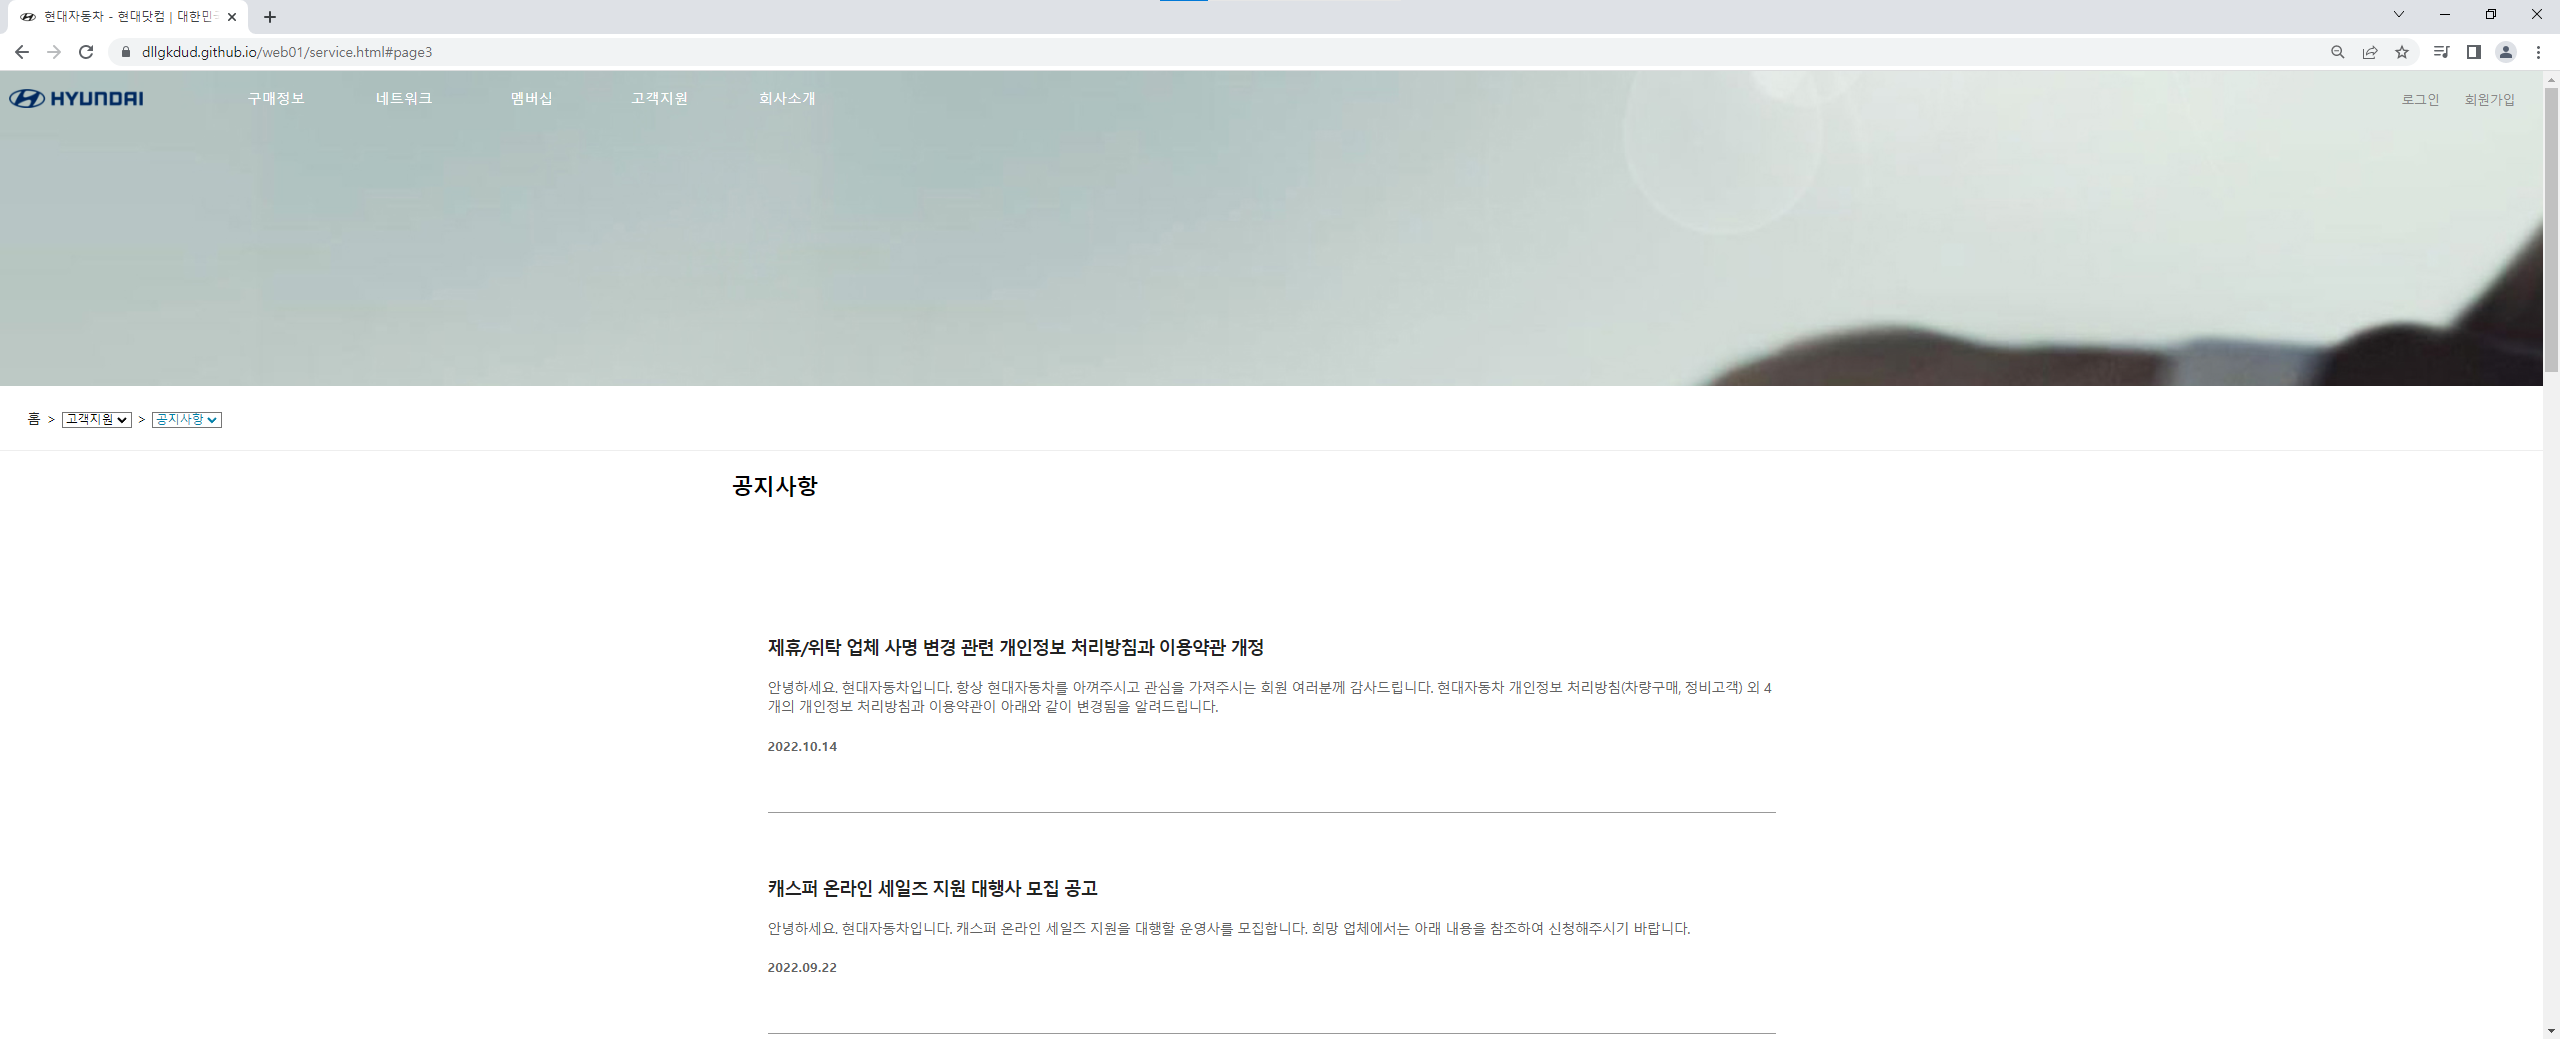 현대자동차 - 현대닷컴 | 대한민국
dllgkdud.github.io/web01/service.html#page3
HYUNDAI 구매정보 네트워크 멤버십 고객지원 회사소개 로그인 회원가입
홈 > 고객지원 > 공지사항
공지사항
제휴/위탁 업체 사명 변경 관련 개인정보 처리방침과 이용약관 개정
안녕하세요. 현대자동차입니다. 항상 현대자동차를 아껴주시고 관심을 가져주시는 회원 여러분께 감사드립니다. 현대자동차 개인정보 처리방침(차량구매, 정비고객) 외 4
개의 개인정보 처리방침과 이용약관이 아래와 같이 변경됨을 알려드립니다.
2022.10.14
캐스퍼 온라인 세일즈 지원 대행사 모집 공고
안녕하세요. 현대자동차입니다. 캐스퍼 온라인 세일즈 지원을 대행할 운영사를 모집합니다. 희망 업체에서는 아래 내용을 참조하여 신청해주시기 바랍니다.
2022.09.22